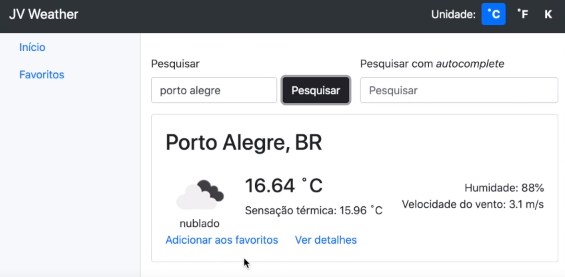 JV Weather
Unidade: °C °F K
Início
Favoritos
Pesquisar
Pesquisar com autocomplete
porto alegre
Pesquisar
Pesquisar
Porto Alegre, BR
nublado
16.64 °C
Sensação térmica: 15.96 °C
Humidade: 88%
Velocidade do vento: 3.1 m/s
Adicionar aos favoritos
Ver detalhes